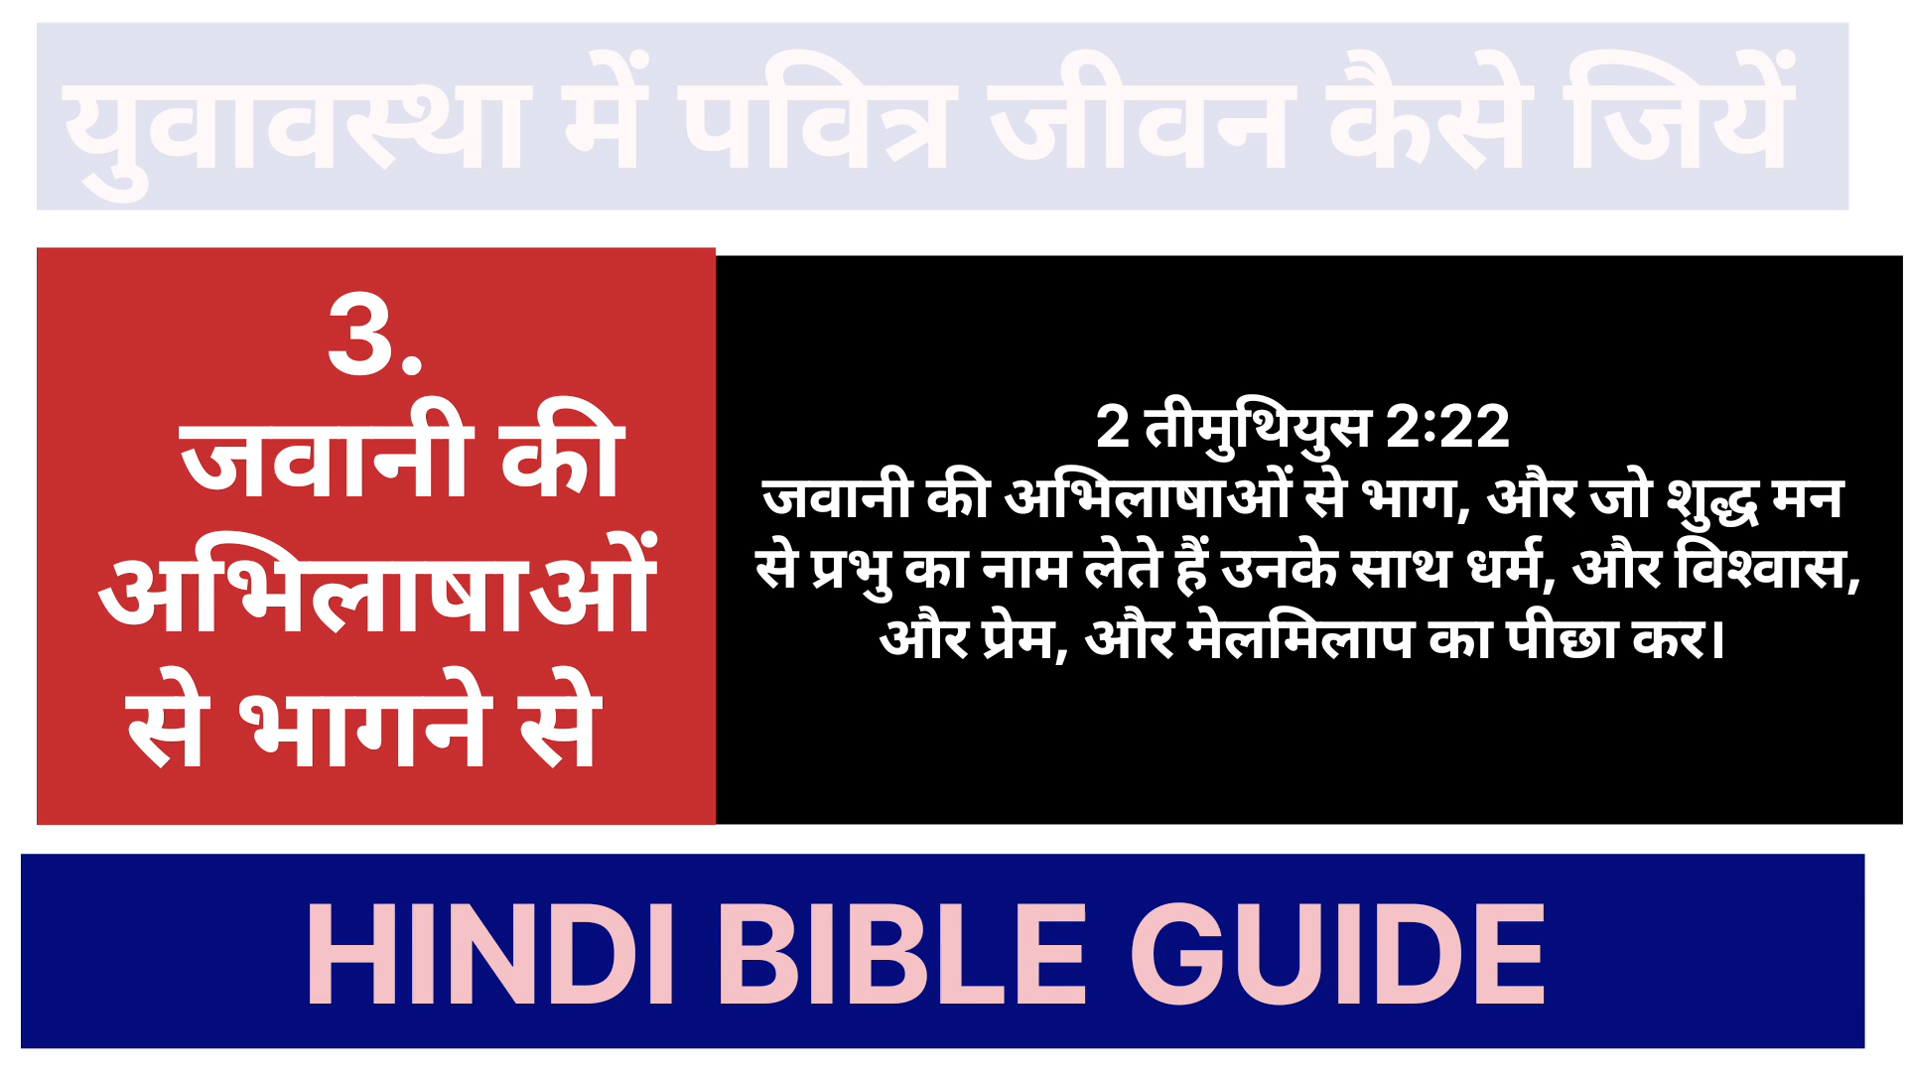 युवावस्था में पवित्र जीवन कैसे जियें
3.
जवानी की
अभिलाषाओं
से भागने से
2 तीमुथियुस 2:22
जवानी की अभिलाषाओं से भाग, और जो शुद्ध मन
से प्रभु का नाम लेते हैं उनके साथ धर्म, और विश्वास,
और प्रेम, और मेलमिलाप का पीछा कर।
HINDI BIBLE GUIDE